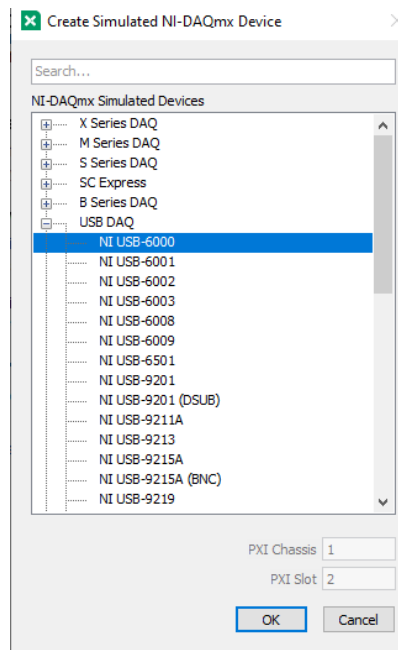 Create Simulated NI-DAQmx Device
Search...
NI-DAQmx Simulated Devices
X Series DAQ
M Series DAQ
S Series DAQ
SC Express
B Series DAQ
USB DAQ
NI USB-6000
NI USB-6001
NI USB-6002
NI USB-6003
NI USB-6008
NI USB-6009
NI USB-6501
NI USB-9201
NI USB-9201 (DSUB)
NI USB-9211A
NI USB-9213
NI USB-9215A
NI USB-9215A (BNC)
NI USB-9219
PXI Chassis 1
PXI Slot 2
OK Cancel